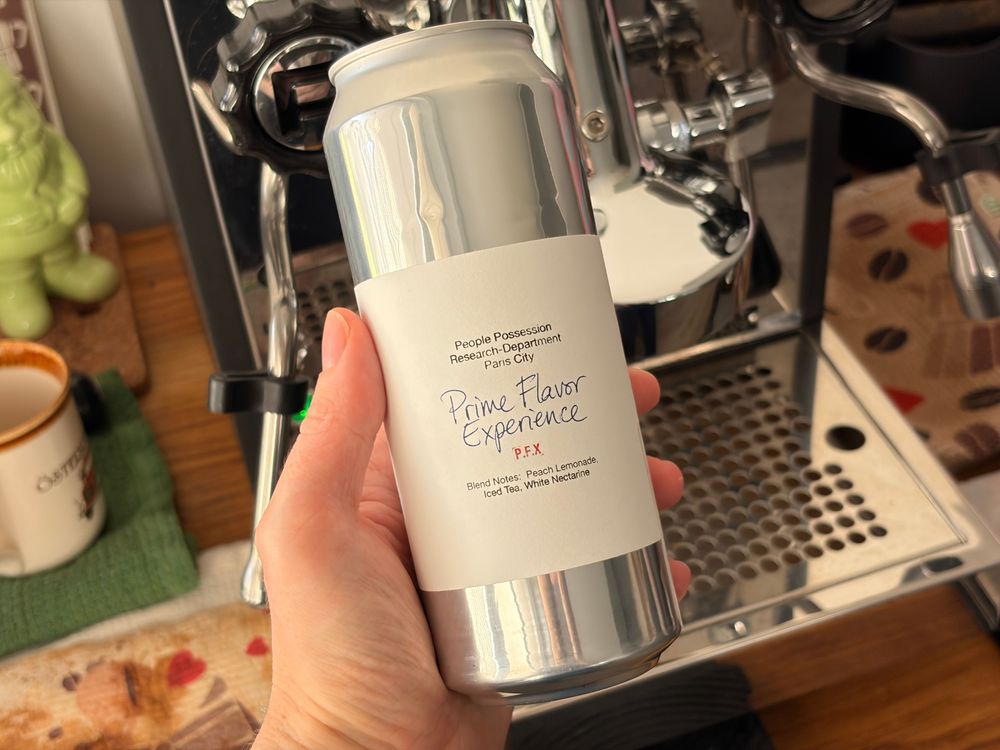 People Possession
Research-Department
Paris City
Prime Flavor
Experience
P.F.X.
Blend Notes: Peach Lemonade,
Iced Tea, White Nectarine